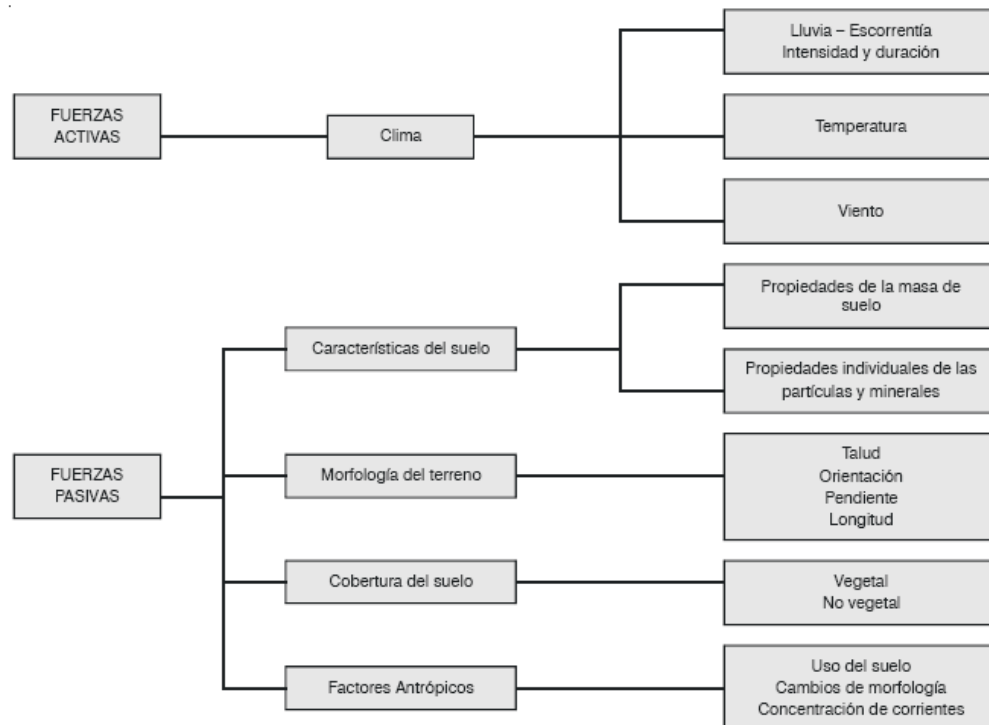 FUERZAS
ACTIVAS
Clima
Lluvia – Escorrentía
Intensidad y duración
Temperatura
Viento
FUERZAS
PASIVAS
Características del suelo
Propiedades de la masa de
suelo
Propiedades individuales de las
partículas y minerales
Morfología del terreno
Talud
Orientación
Pendiente
Longitud
Cobertura del suelo
Vegetal
No vegetal
Factores Antrópicos
Uso del suelo
Cambios de morfología
Concentración de corrientes